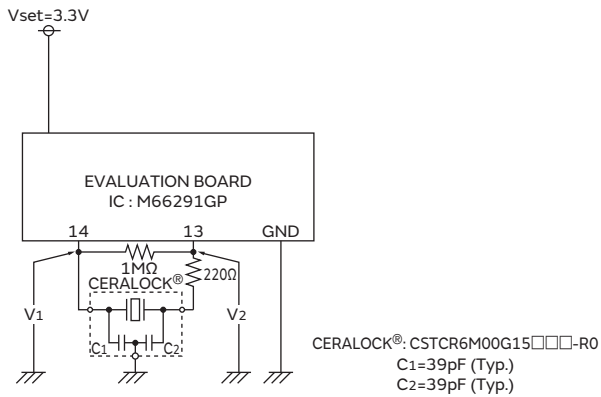 Vset=3.3V
EVALUATION BOARD
IC : M66291GP
14 13 GND
1MΩ
CERALOCK® 220Ω
V1 V2
C1 C2
CERALOCK®: CSTCR6M00G15□□□-R0
C1=39pF (Typ.)
C2=39pF (Typ.)